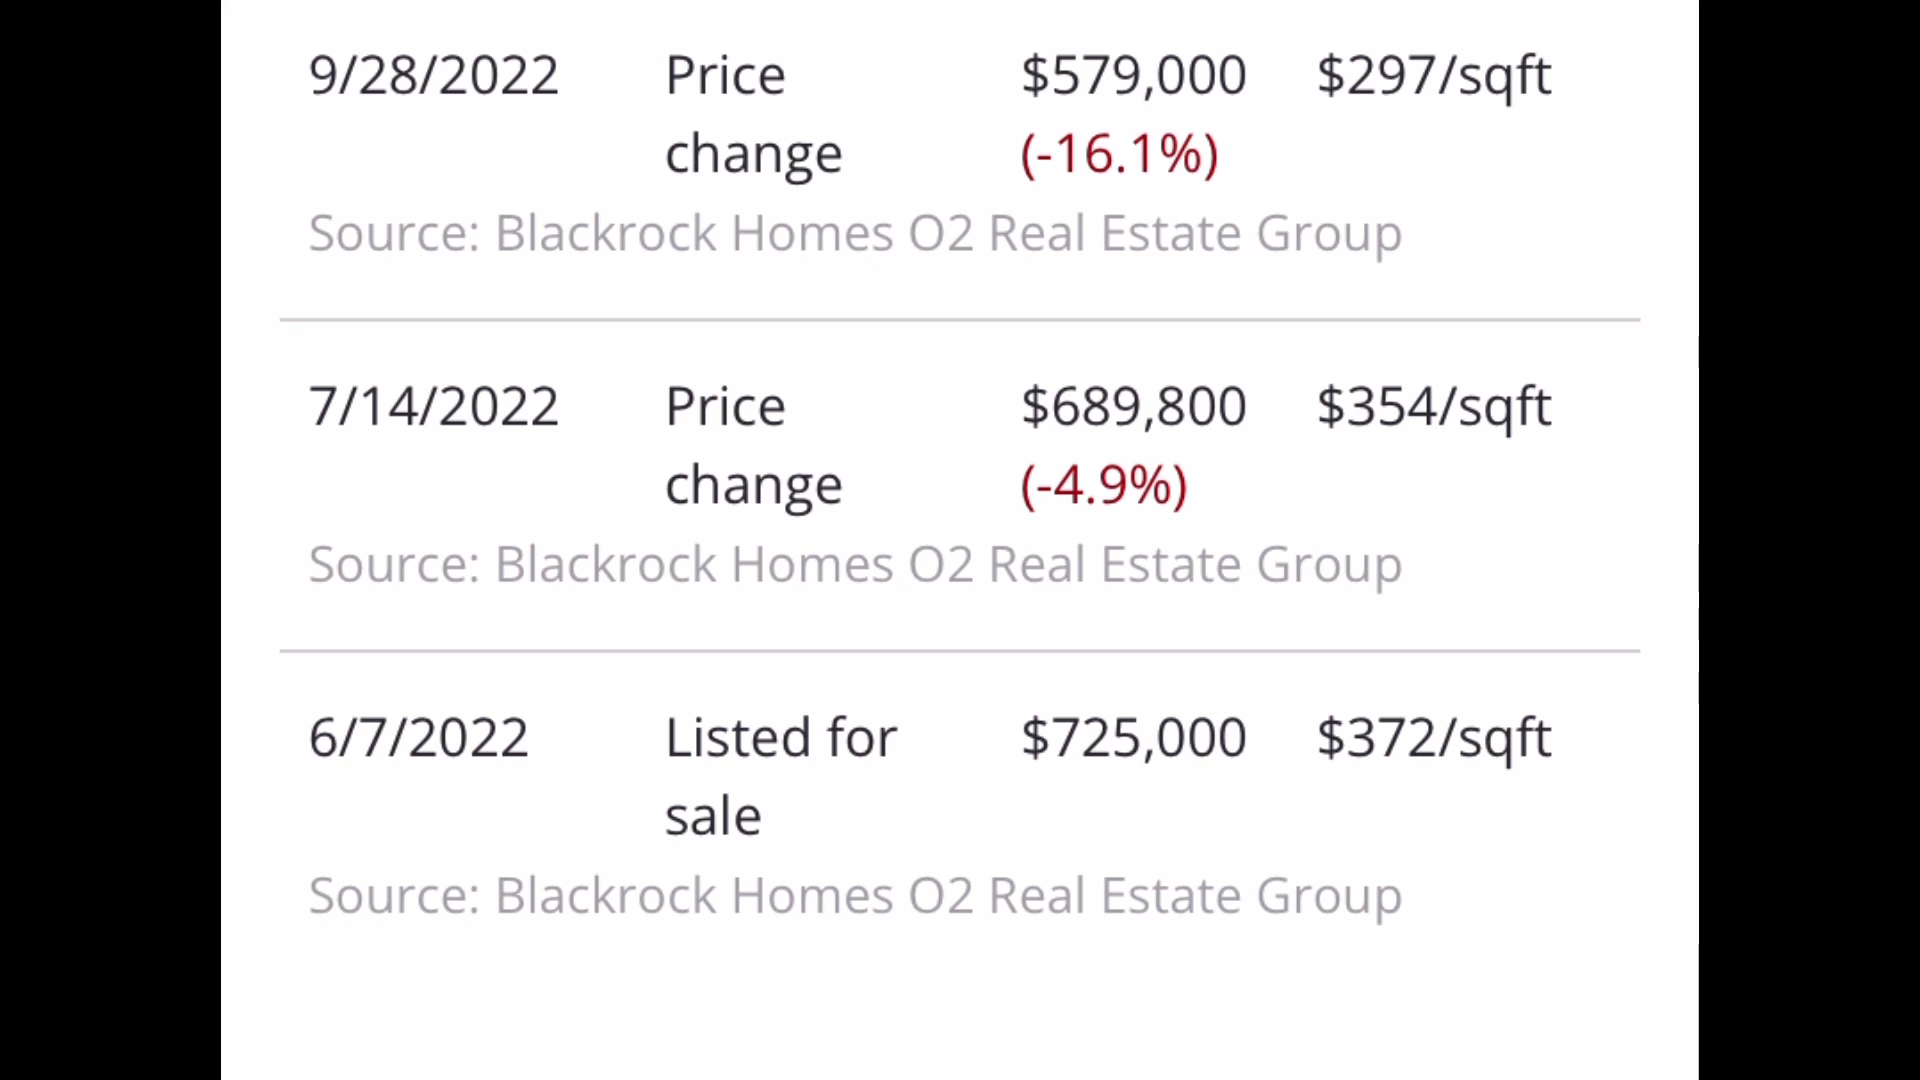 9/28/2022 Price $579,000 $297/sqft
change (-16.1%)
Source: Blackrock Homes O2 Real Estate Group
7/14/2022 Price $689,800 $354/sqft
change (-4.9%)
Source: Blackrock Homes O2 Real Estate Group
6/7/2022 Listed for $725,000 $372/sqft
sale
Source: Blackrock Homes O2 Real Estate Group